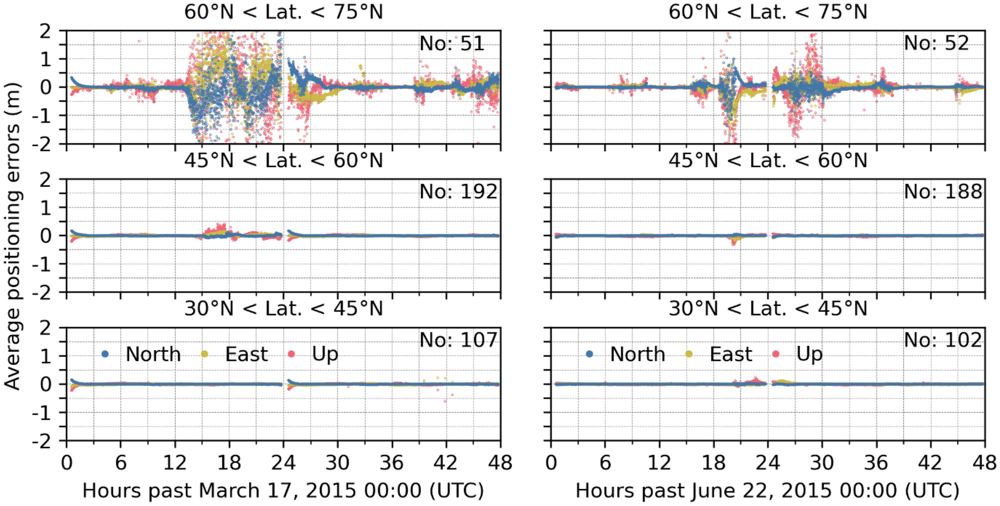 60°N < Lat. < 75°N
60°N < Lat. < 75°N
Average positioning errors (m)
2
1
0
-1
-2
No: 51
No: 52
45°N < Lat. < 60°N
45°N < Lat. < 60°N
2
1
0
-1
-2
No: 192
No: 188
30°N < Lat. < 45°N
30°N < Lat. < 45°N
2
1
0
-1
-2
No: 107
No: 102
North East Up
North East Up
0 6 12 18 24 30 36 42 48
0 6 12 18 24 30 36 42 48
Hours past March 17, 2015 00:00 (UTC)
Hours past June 22, 2015 00:00 (UTC)